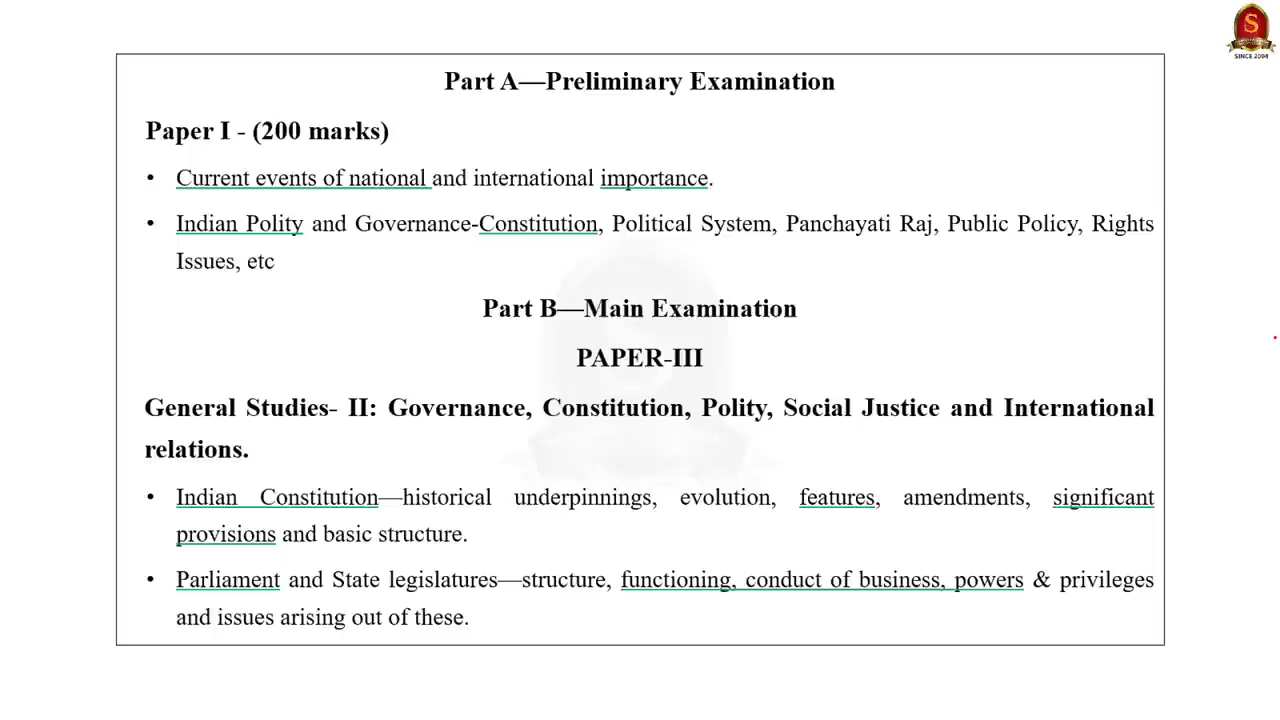 S
SINCE 2004
Part A—Preliminary Examination
Paper I - (200 marks)
• Current events of national and international importance.
• Indian Polity and Governance-Constitution, Political System, Panchayati Raj, Public Policy, Rights
Issues, etc
Part B—Main Examination
PAPER-III
General Studies- II: Governance, Constitution, Polity, Social Justice and International
relations.
• Indian Constitution—historical underpinnings, evolution, features, amendments, significant
provisions and basic structure.
• Parliament and State legislatures—structure, functioning, conduct of business, powers & privileges
and issues arising out of these.